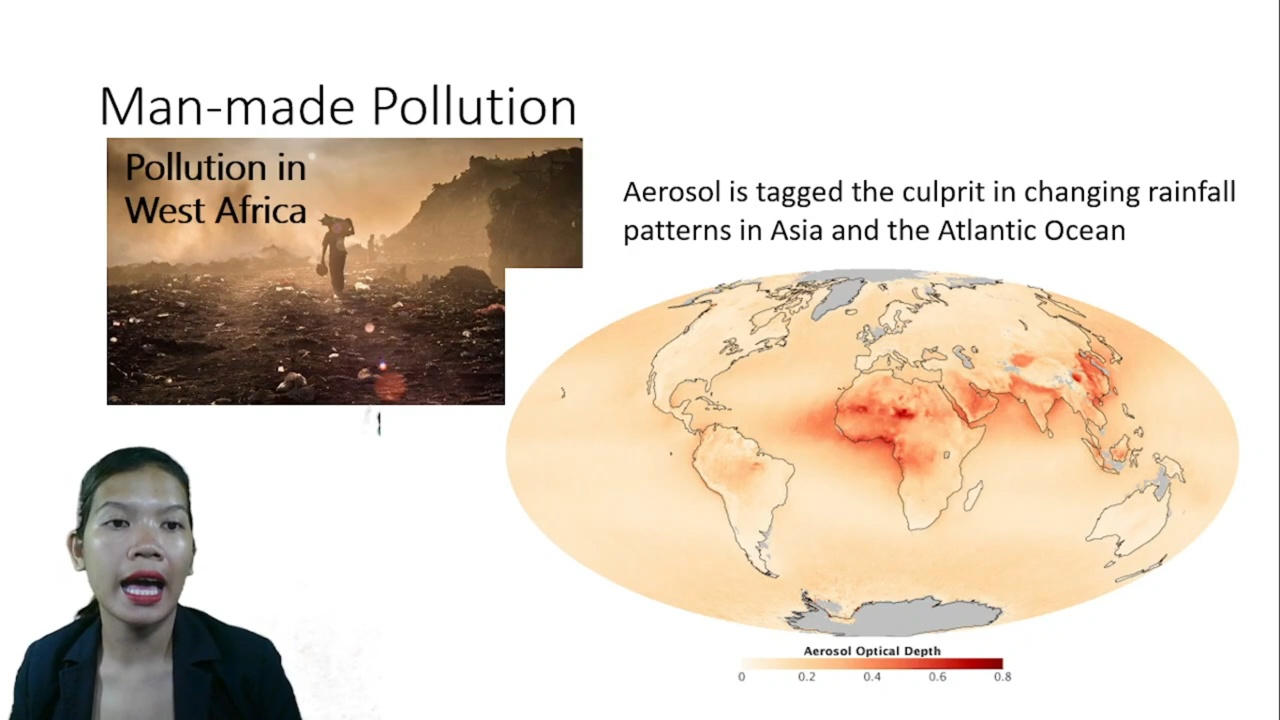 Man-made Pollution
Pollution in
West Africa
Aerosol is tagged the culprit in changing rainfall
patterns in Asia and the Atlantic Ocean
Aerosol Optical Depth
0 0.2 0.4 0.6 0.8